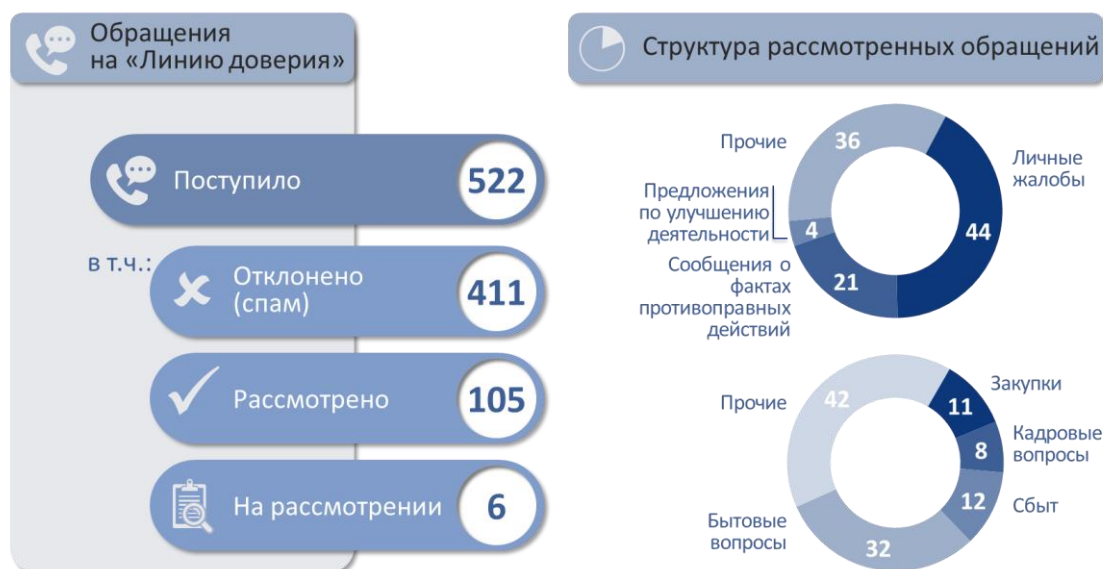 Обращения
на «Линию доверия»
Поступило
522
в т.ч.:
Отклонено
(спам)
411
Рассмотрено
105
На рассмотрении
6
Структура рассмотренных обращений
Прочие
36
Личные
жалобы
44
Предложения
по улучшению
деятельности
4
Сообщения о
фактах
противоправных
действий
21
Прочие
42
Закупки
11
Кадровые
вопросы
8
Сбыт
12
Бытовые
вопросы
32